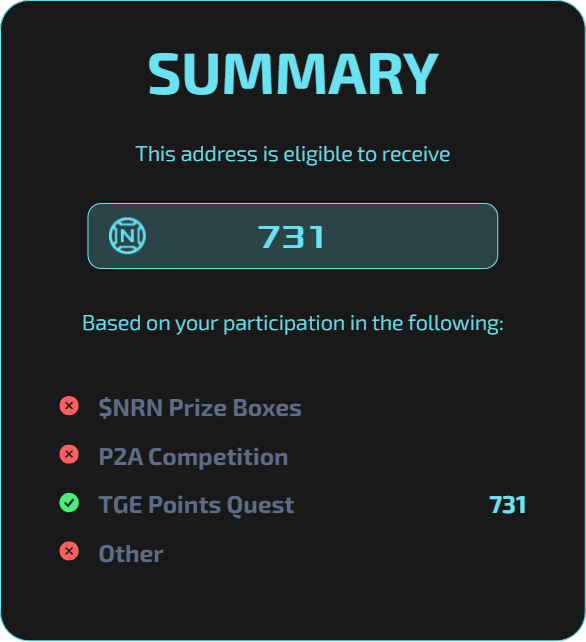 SUMMARY
This address is eligible to receive
N 731
Based on your participation in the following:
$NRN Prize Boxes
P2A Competition
TGE Points Quest 731
Other